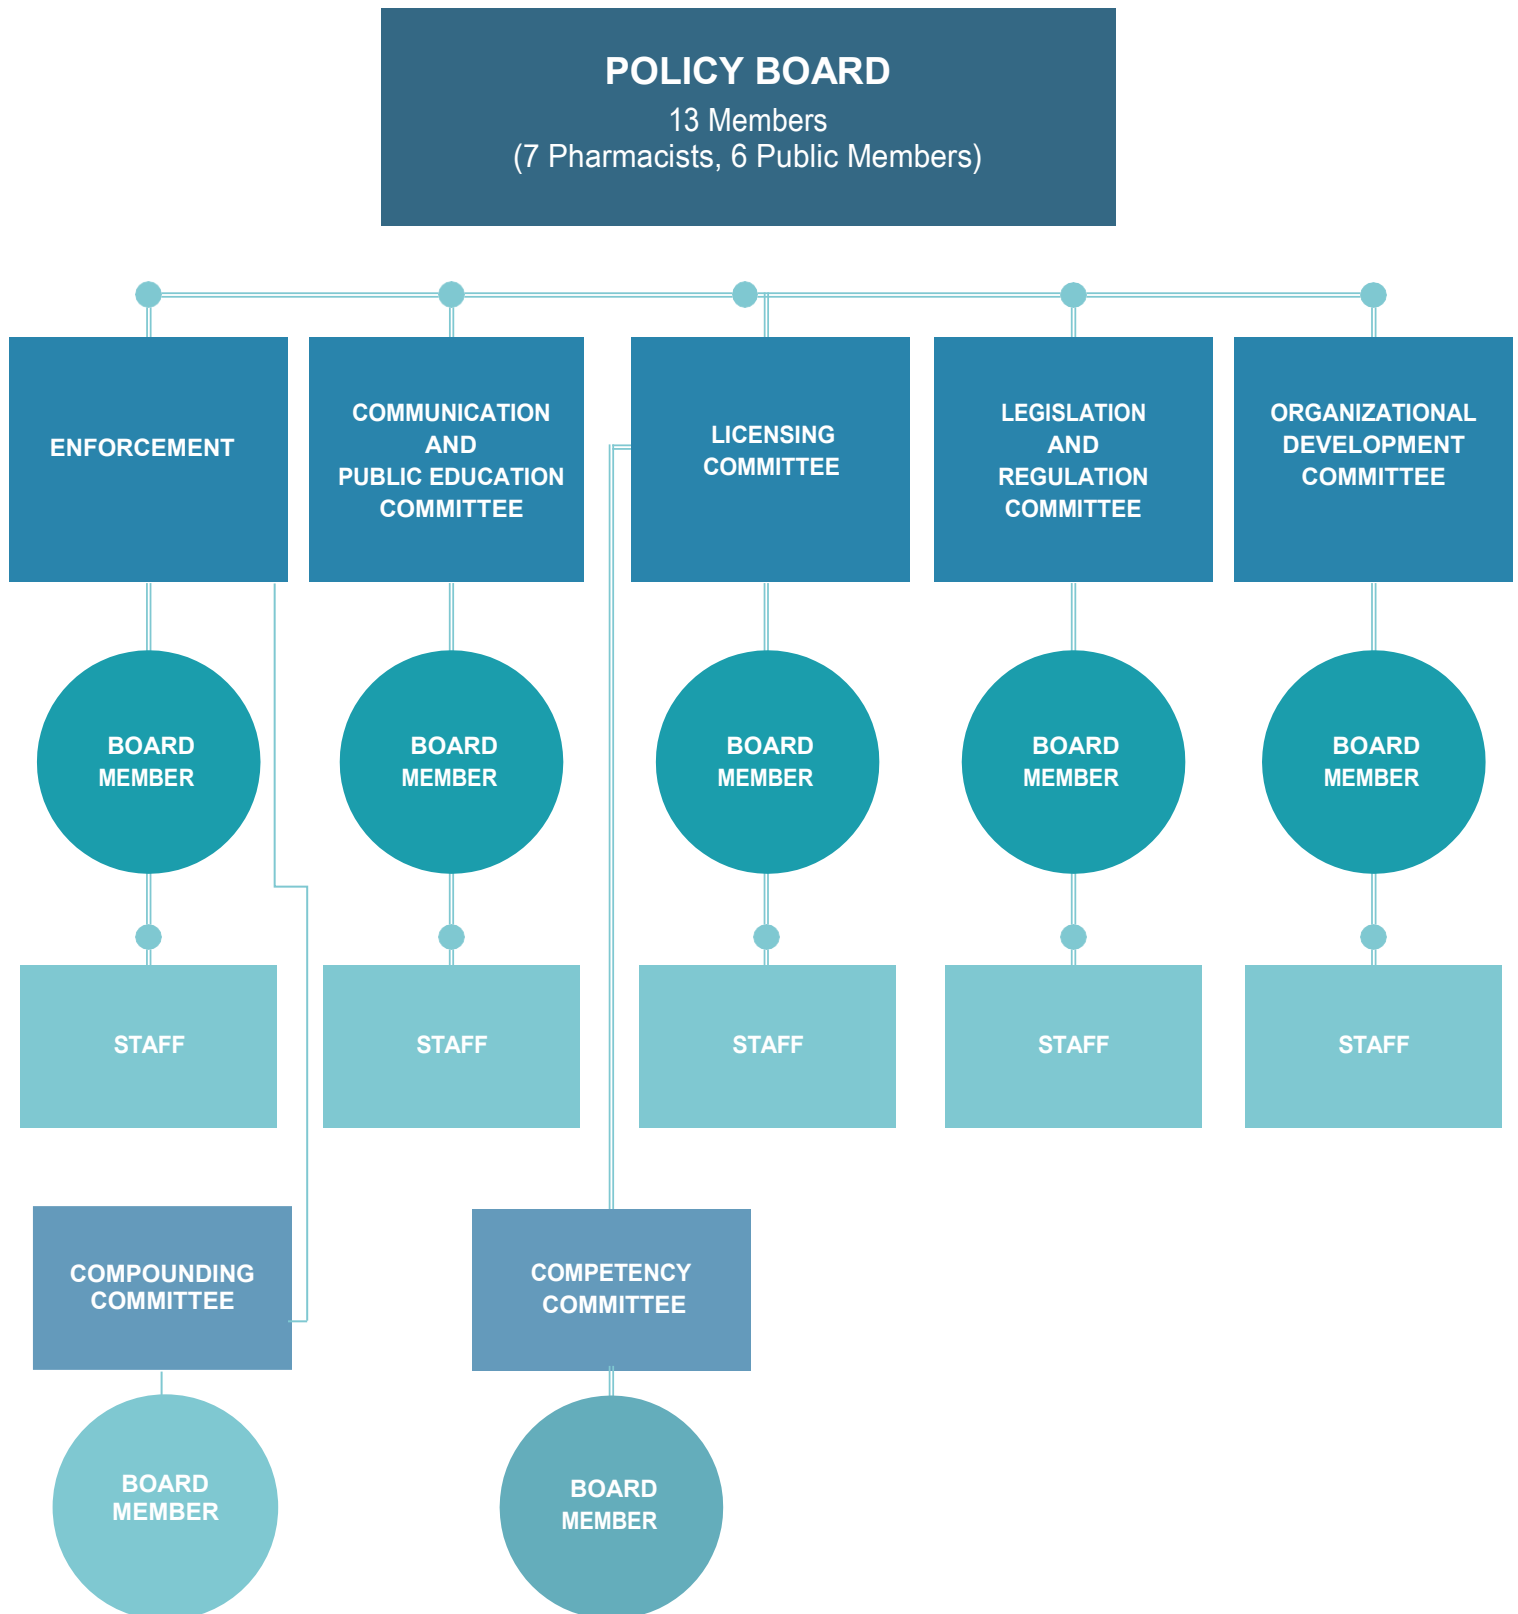 POLICY BOARD
13 Members
(7 Pharmacists, 6 Public Members)
ENFORCEMENT
COMMUNICATION
AND
PUBLIC EDUCATION
COMMITTEE
LICENSING
COMMITTEE
LEGISLATION
AND
REGULATION
COMMITTEE
ORGANIZATIONAL
DEVELOPMENT
COMMITTEE
BOARD
MEMBER
BOARD
MEMBER
BOARD
MEMBER
BOARD
MEMBER
BOARD
MEMBER
STAFF
STAFF
STAFF
STAFF
STAFF
COMPOUNDING
COMMITTEE
COMPETENCY
COMMITTEE
BOARD
MEMBER
BOARD
MEMBER